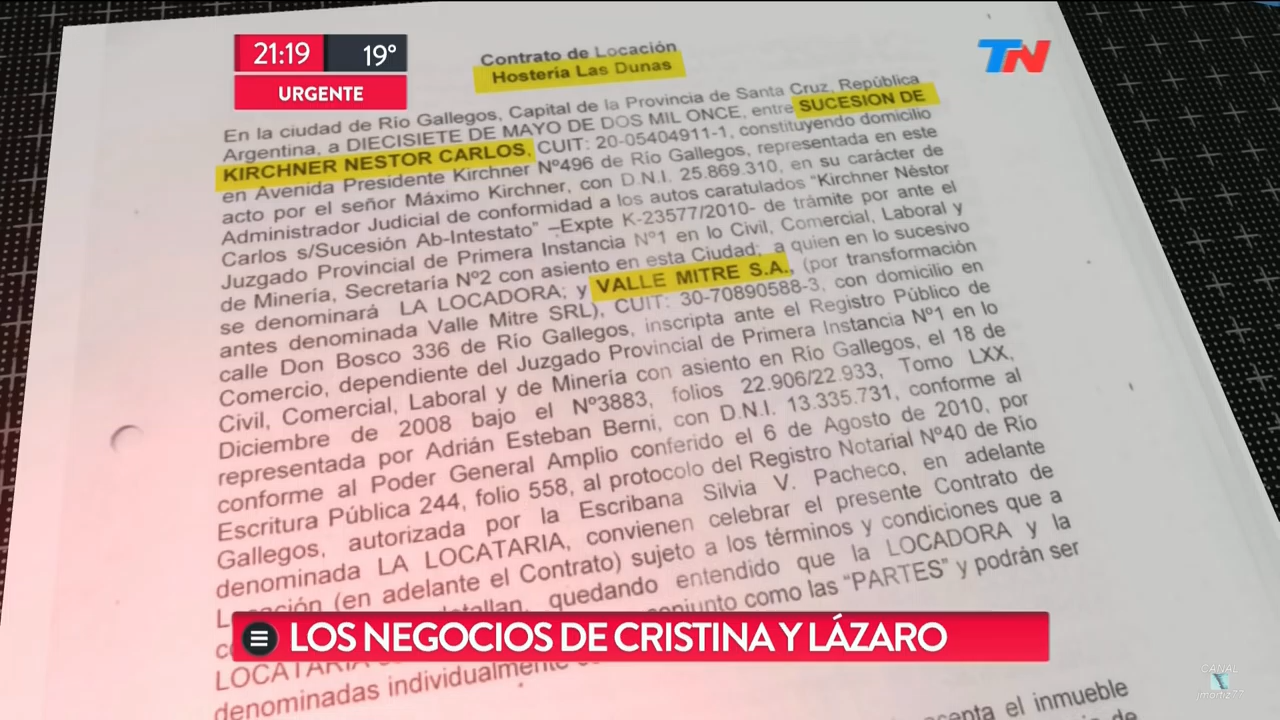 21:19 19°
URGENTE
TN
Contrato de Locación
Hostería Las Dunas
En la ciudad de Río Gallegos, Capital de la Provincia de Santa Cruz, República
Argentina, a DIECISIETE DE MAYO DE DOS MIL ONCE, entre SUCESION DE
KIRCHNER NESTOR CARLOS, CUIT: 20-05404911-1, constituyendo domicilio
en Avenida Presidente Kirchner Nº496 de Río Gallegos, representada en este
acto por el señor Máximo Kirchner, con D.N.I. 25.869.310, en su carácter de
Administrador Judicial de conformidad a los autos caratulados "Kirchner Néstor
Carlos s/Sucesión Ab-Intestato" –Expte K-23577/2010- de trámite por ante el
Juzgado Provincial de Primera Instancia Nº1 en lo Civil, Comercial, Laboral y
de Minería, Secretaría Nº2 con asiento en esta Ciudad; a quien en lo sucesivo
se denominará LA LOCADORA; y VALLE MITRE S.A., (por transformación
antes denominada Valle Mitre SRL), CUIT: 30-70890588-3, con domicilio en
calle Don Bosco 336 de Río Gallegos, inscripta ante el Registro Público de
Comercio, dependiente del Juzgado Provincial de Primera Instancia Nº1 en lo
Civil, Comercial, Laboral y de Minería con asiento en Río Gallegos, el 18 de
Diciembre de 2008 bajo el Nº3883, folios 22.906/22.933, Tomo LXX,
representada por Adrián Esteban Berni, con D.N.I. 13.335.731, conforme al
conforme al Poder General Amplio conferido el 6 de Agosto de 2010, por
Escritura Pública 244, folio 558, al protocolo del Registro Notarial Nº40 de Río
Gallegos, autorizada por la Escribana Silvia V. Pacheco, en adelante
denominada LA LOCATARIA, convienen celebrar el presente Contrato de
(en adelante el Contrato) sujeto a los términos y condiciones que a
quedando entendido que la LOCADORA y la
LOCATARIA conjunto como las "PARTES" y podrán ser
denominadas individualmente
el inmueble
de
LOS NEGOCIOS DE CRISTINA Y LÁZARO
CANAL
jmortiz77